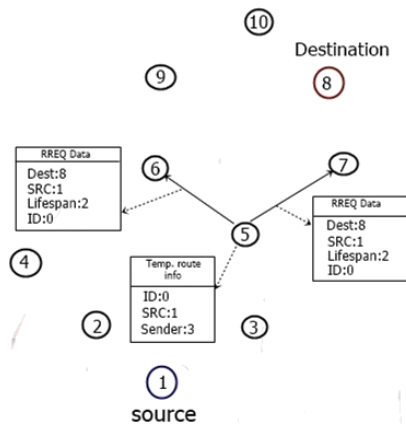 10
Destination
9
8
RREQ Data
Dest:8
SRC:1
Lifespan:2
ID:0
6
7
RREQ Data
Dest:8
SRC:1
Lifespan:2
ID:0
5
4
Temp. route
info
ID:0
SRC:1
Sender:3
2
3
1
source